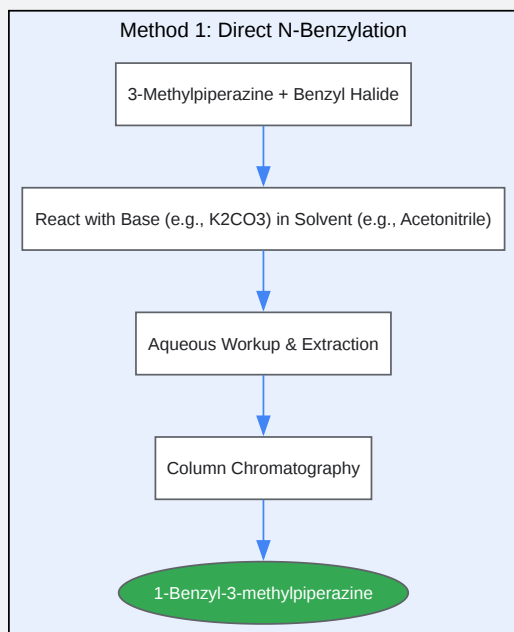 Method 1: Direct N-Benzylation
3-Methylpiperazine + Benzyl Halide
React with Base (e.g., K2CO3) in Solvent (e.g., Acetonitrile)
Aqueous Workup & Extraction
Column Chromatography
1-Benzyl-3-methylpiperazine